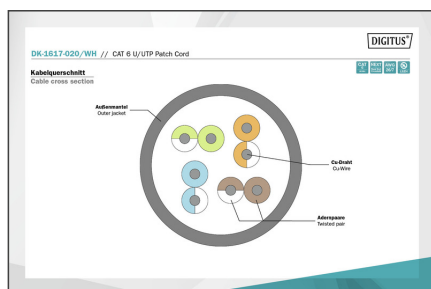 DIGITUS®
DK-1617-020/WH // CAT 6 U/UTP Patch Cord
Kabelquerschnitt
Cable cross section
Außenmantel
Outer jacket
Cu-Draht
Cu-Wire
Aderpaare
Twisted pair